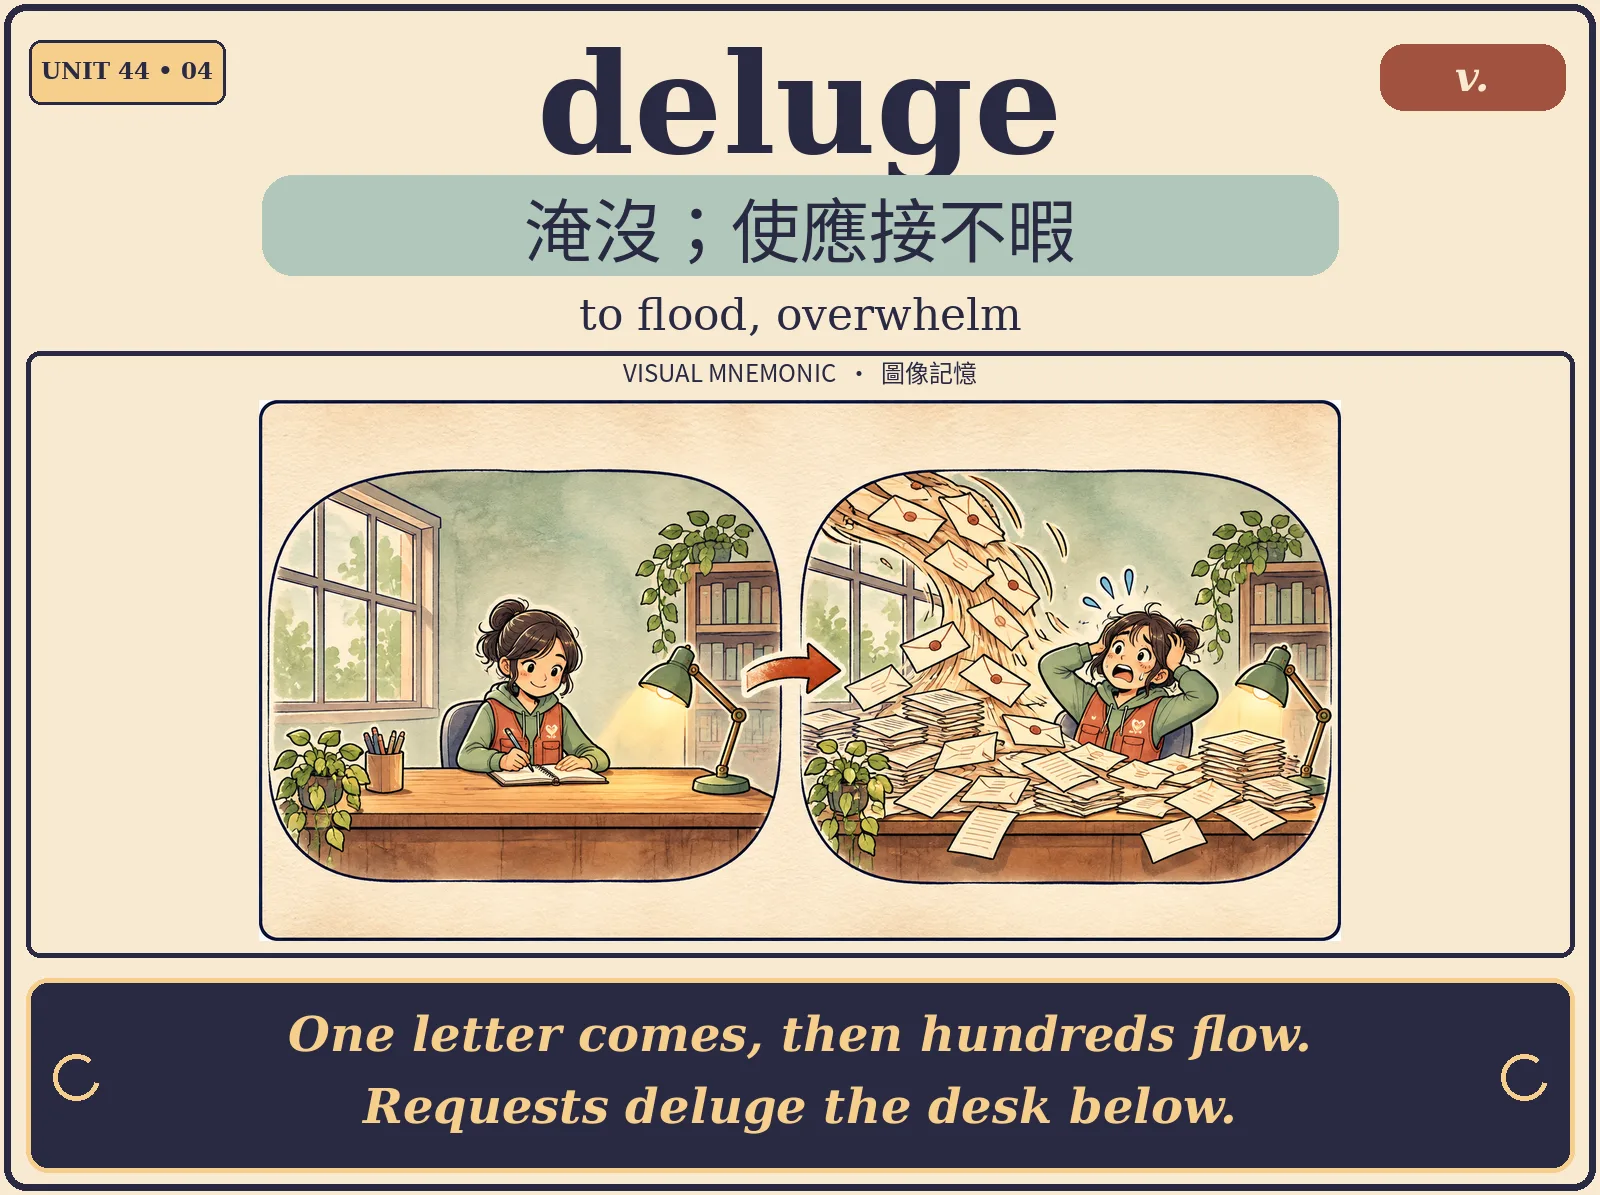 UNIT 44 • 04
deluge
v.
淹沒；使應接不暇
to flood, overwhelm
VISUAL MNEMONIC • 圖像記憶
One letter comes, then hundreds flow.
Requests deluge the desk below.